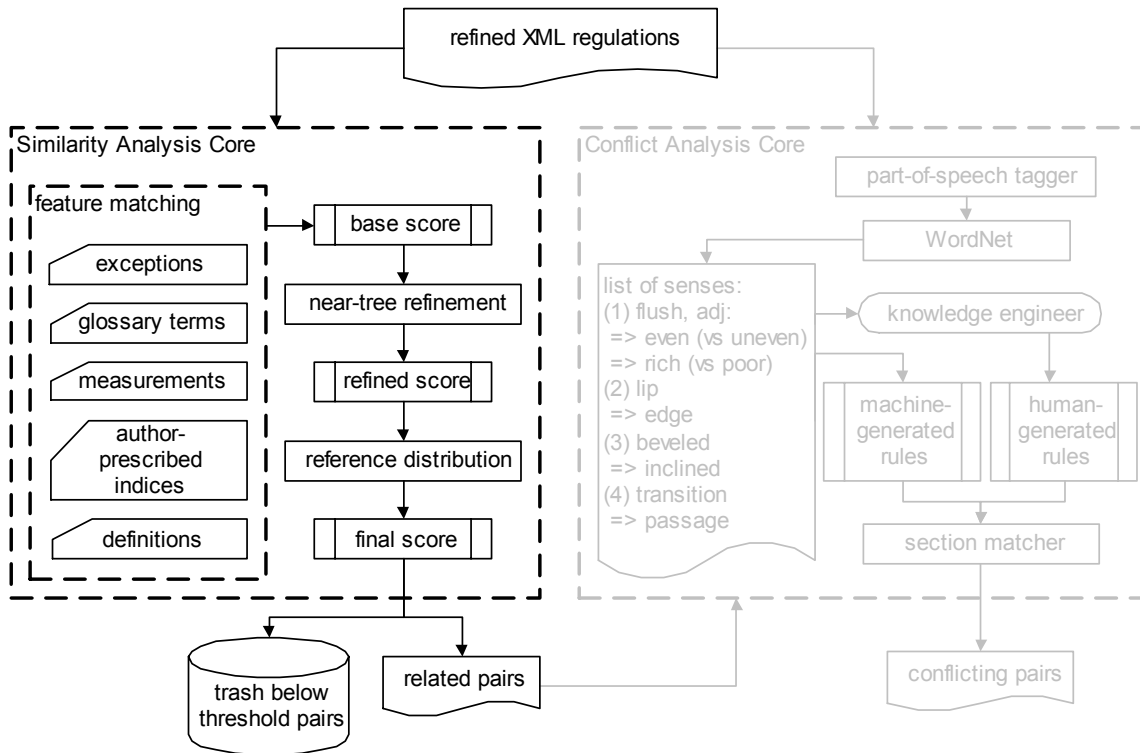 refined XML regulations
Similarity Analysis Core
feature matching
exceptions
glossary terms
measurements
author-
prescribed
indices
definitions
base score
near-tree refinement
refined score
reference distribution
final score
trash below
threshold pairs
related pairs
Conflict Analysis Core
part-of-speech tagger
WordNet
list of senses:
(1) flush, adj:
=> even (vs uneven)
=> rich (vs poor)
(2) lip
=> edge
(3) beveled
=> inclined
(4) transition
=> passage
knowledge engineer
machine-
generated
rules
human-
generated
rules
section matcher
conflicting pairs